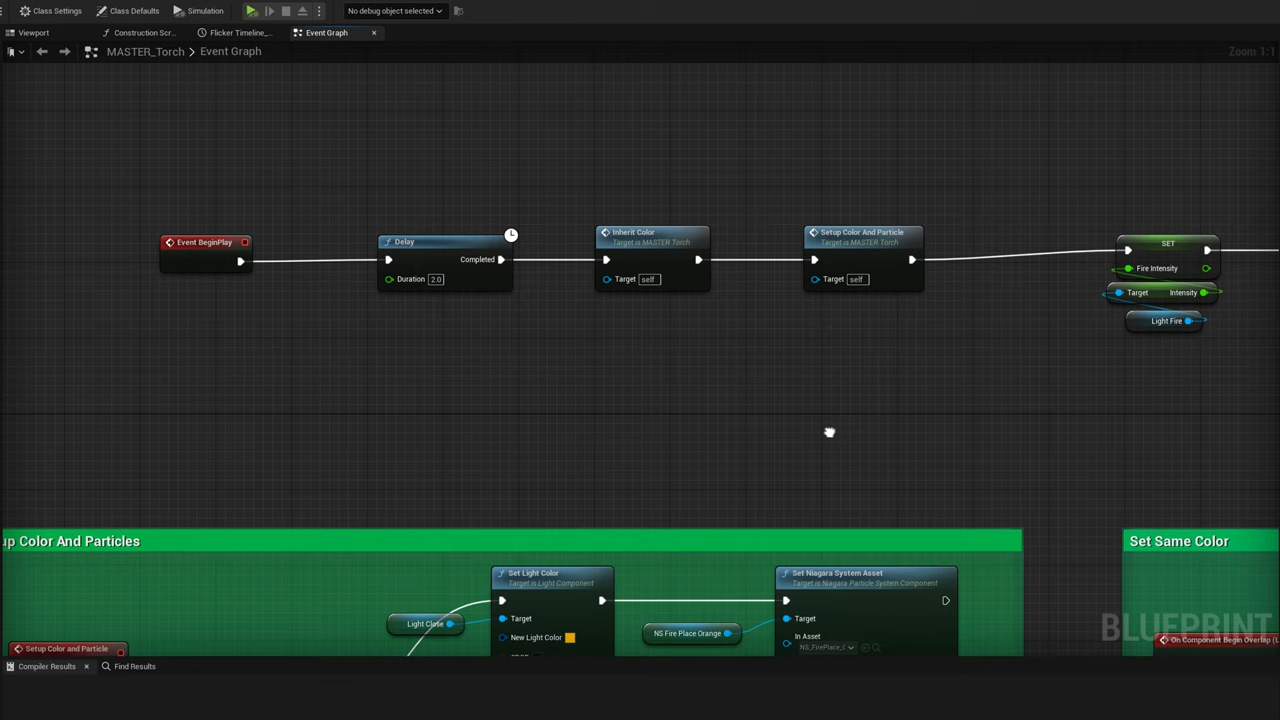 Class Settings
Class Defaults
Simulation
No debug object selected
Viewport
Construction Scr...
Flicker Timeline_...
Event Graph
MASTER_Torch > Event Graph
Zoom 1:1
Event BeginPlay
Delay
Completed
Duration 2.0
Inherit Color
Target is MASTER Torch
Target self
Setup Color And Particle
Target is MASTER Torch
Target self
SET
Fire Intensity
Target Intensity
Light Fire
up Color And Particles
Set Same Color
Set Light Color
Target is Light Component
Target
New Light Color
Light Close
Set Niagara System Asset
Target is Niagara Particle System Component
Target
In Asset
NS_FirePlace_
NS Fire Place Orange
Setup Color and Particle
On Component Begin Overlap (
BLUEPRINT
Compiler Results
Find Results